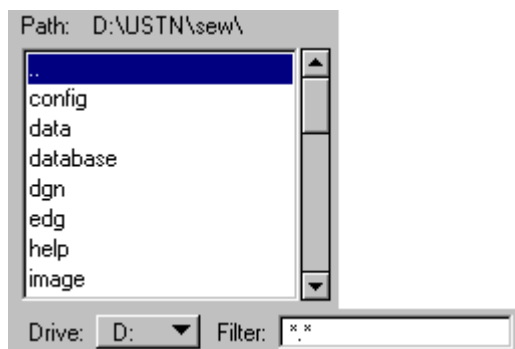 Path: D:\USTN\sew\
..
config
data
database
dgn
edg
help
image
Drive: D: Filter: *.*